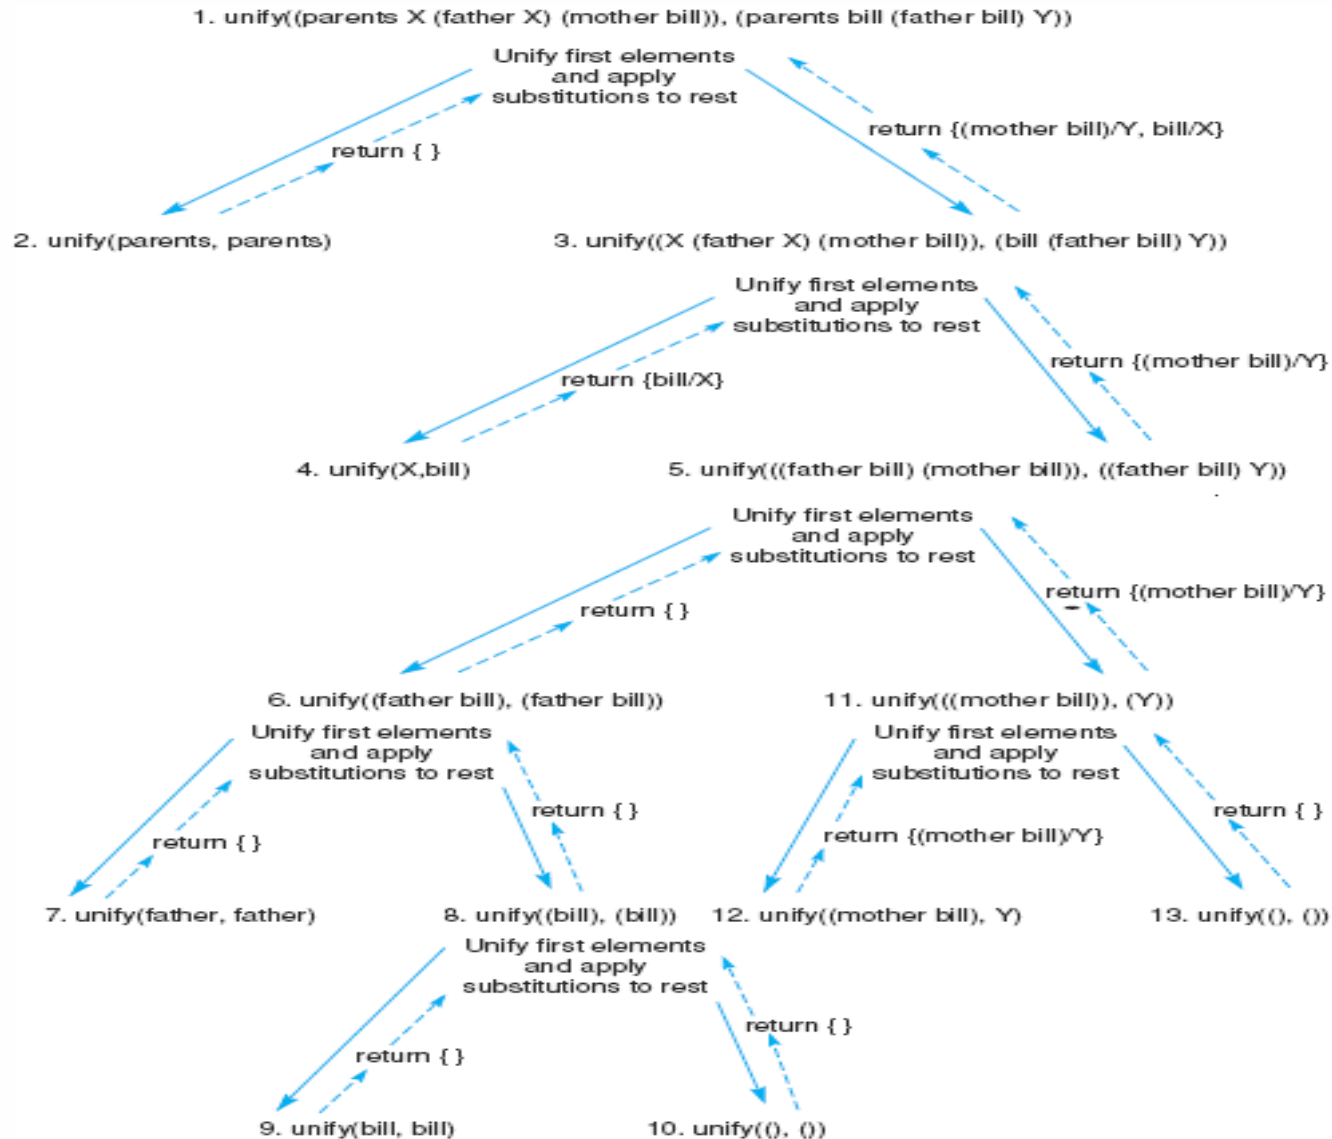 1. unify((parents X (father X) (mother bill)), (parents bill (father bill) Y))
Unify first elements
and apply
substitutions to rest
return {(mother bill)/Y, bill/X}
return { }
2. unify(parents, parents)
3. unify((X (father X) (mother bill)), (bill (father bill) Y))
Unify first elements
and apply
substitutions to rest
return {(mother bill)/Y}
return {bill/X}
4. unify(X,bill)
5. unify(((father bill) (mother bill)), ((father bill) Y))
Unify first elements
and apply
substitutions to rest
return {(mother bill)/Y}
return { }
6. unify((father bill), (father bill))
11. unify(((mother bill)), (Y))
Unify first elements
and apply
substitutions to rest
Unify first elements
and apply
substitutions to rest
return { }
return { }
return { }
return {(mother bill)/Y}
7. unify(father, father)
8. unify((bill), (bill))
12. unify((mother bill), Y)
13. unify((), ())
Unify first elements
and apply
substitutions to rest
return { }
return { }
9. unify(bill, bill)
10. unify((), ())